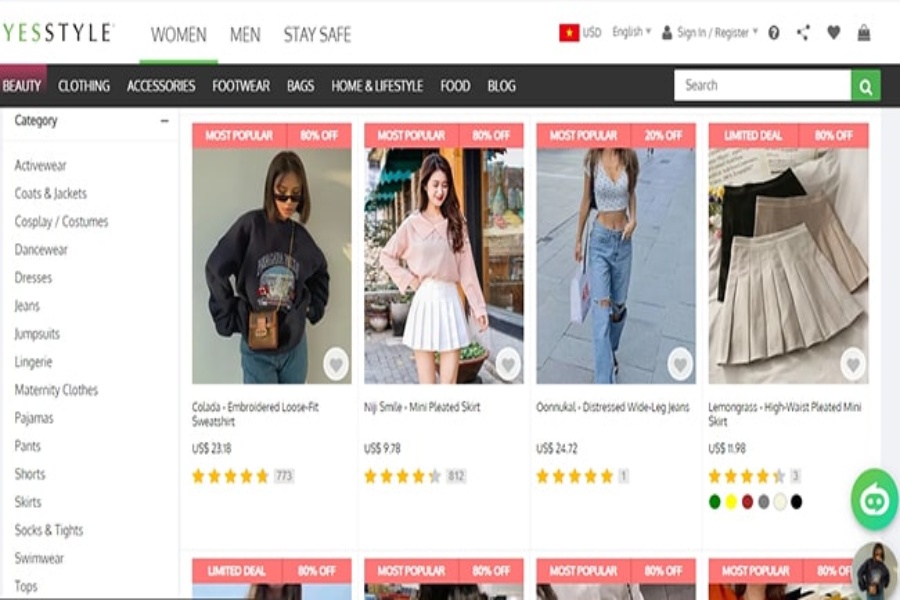 YESSTYLE
WOMEN MEN STAY SAFE
USD English Sign In / Register
BEAUTY CLOTHING ACCESSORIES FOOTWEAR BAGS HOME & LIFESTYLE FOOD BLOG
Search
Category
Activewear
Coats & Jackets
Cosplay / Costumes
Dancewear
Dresses
Jeans
Jumpsuits
Lingerie
Maternity Clothes
Pajamas
Pants
Shorts
Skirts
Socks & Tights
Swimwear
Tops
MOST POPULAR 80% OFF
Colada - Embroidered Loose-Fit
Sweatshirt
US$ 23.18
773
MOST POPULAR 80% OFF
Niji Smile - Mini Pleated Skirt
US$ 9.78
812
MOST POPULAR 20% OFF
Oonnukal - Distressed Wide-Leg Jeans
US$ 24.72
1
LIMITED DEAL 80% OFF
Lemongrass - High-Waist Pleated Mini
Skirt
US$ 11.98
3
LIMITED DEAL 80% OFF
MOST POPULAR 80% OFF
MOST POPULAR 80% OFF
MOST POPULAR 80% OFF